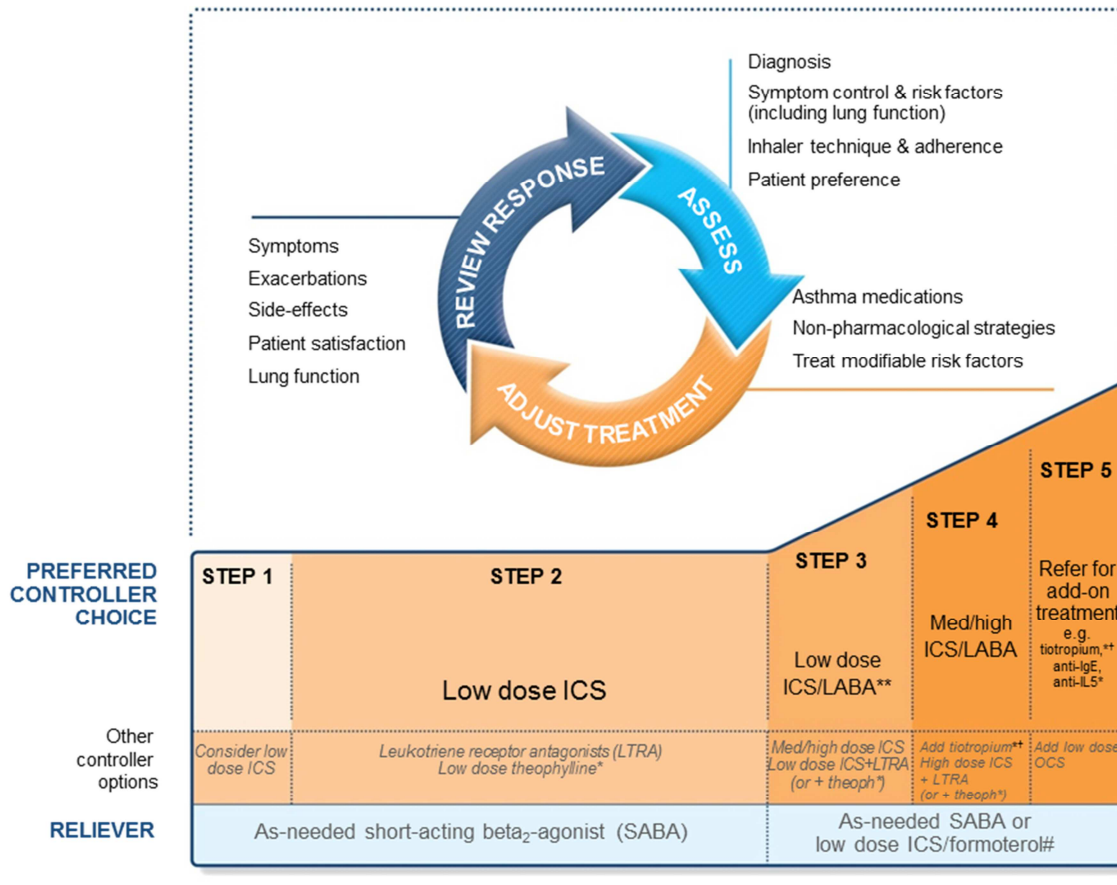 Diagnosis
Symptom control & risk factors
(including lung function)
Inhaler technique & adherence
Patient preference
REVIEW RESPONSE
ASSESS
ADJUST TREATMENT
Symptoms
Exacerbations
Side-effects
Patient satisfaction
Lung function
Asthma medications
Non-pharmacological strategies
Treat modifiable risk factors
PREFERRED
CONTROLLER
CHOICE
STEP 1
STEP 2
Low dose ICS
STEP 3
Low dose
ICS/LABA**
STEP 4
Med/high
ICS/LABA
STEP 5
Refer for
add-on
treatment
e.g.
tiotropium,*†
anti-IgE,
anti-IL5*
Other
controller
options
Consider low
dose ICS
Leukotriene receptor antagonists (LTRA)
Low dose theophylline*
Med/high dose ICS
Low dose ICS+LTRA
(or + theoph*)
Add tiotropium*†
High dose ICS
+ LTRA
(or + theoph*)
Add low dose
OCS
RELIEVER
As-needed short-acting beta₂-agonist (SABA)
As-needed SABA or
low dose ICS/formoterol#